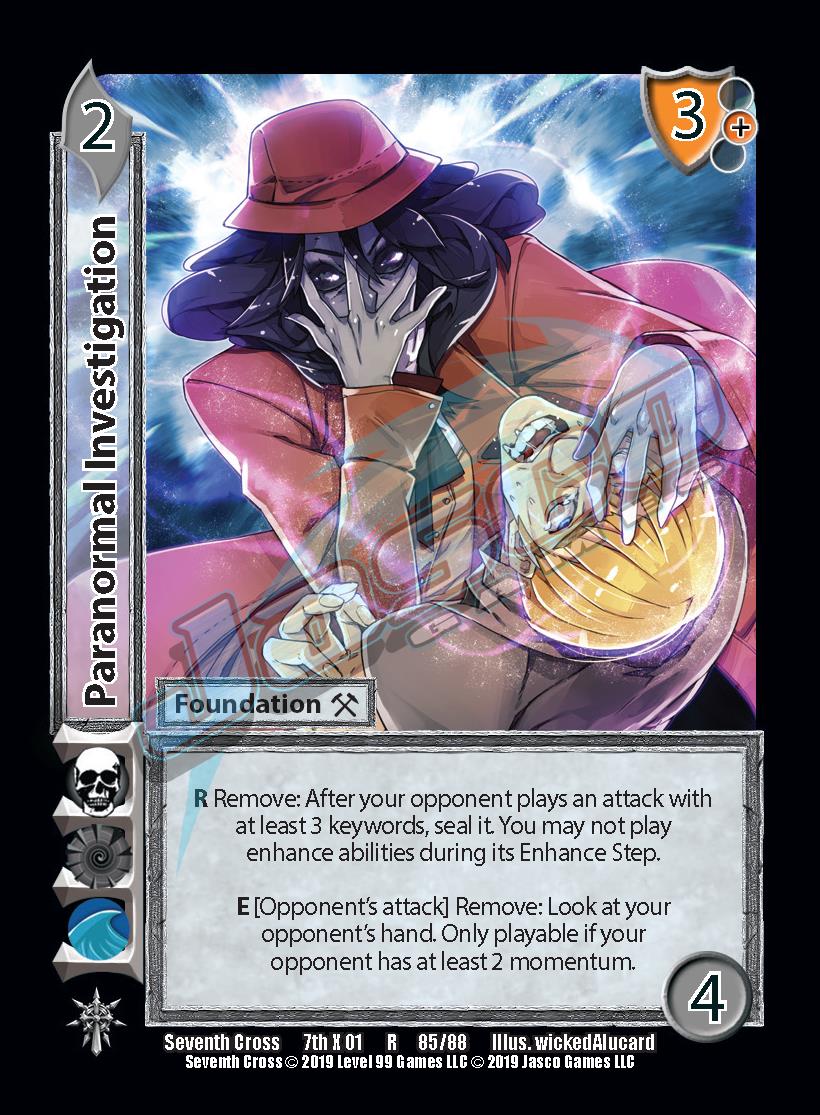 2
3
+
Paranormal Investigation
Jasco
Foundation
R Remove: After your opponent plays an attack with
at least 3 keywords, seal it. You may not play
enhance abilities during its Enhance Step.
E [Opponent's attack] Remove: Look at your
opponent's hand. Only playable if your
opponent has at least 2 momentum.
4
Seventh Cross 7th X 01 R 85/88 Illus. wickedAlucard
Seventh Cross © 2019 Level 99 Games LLC © 2019 Jasco Games LLC